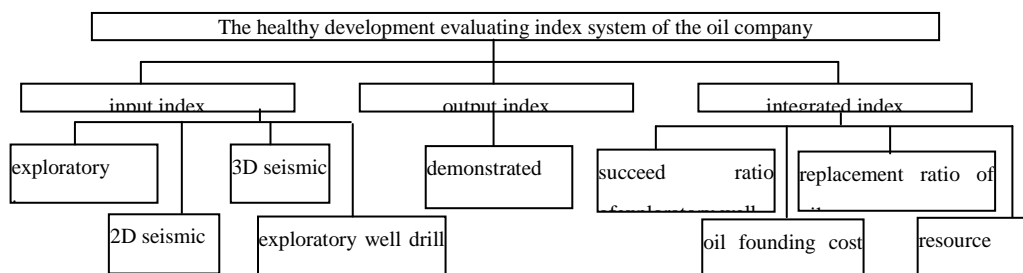 The healthy development evaluating index system of the oil company
input index
output index
integrated index
exploratory
3D seismic
demonstrated
succeed ratio
replacement ratio of
2D seismic
exploratory well drill
oil founding cost
resource